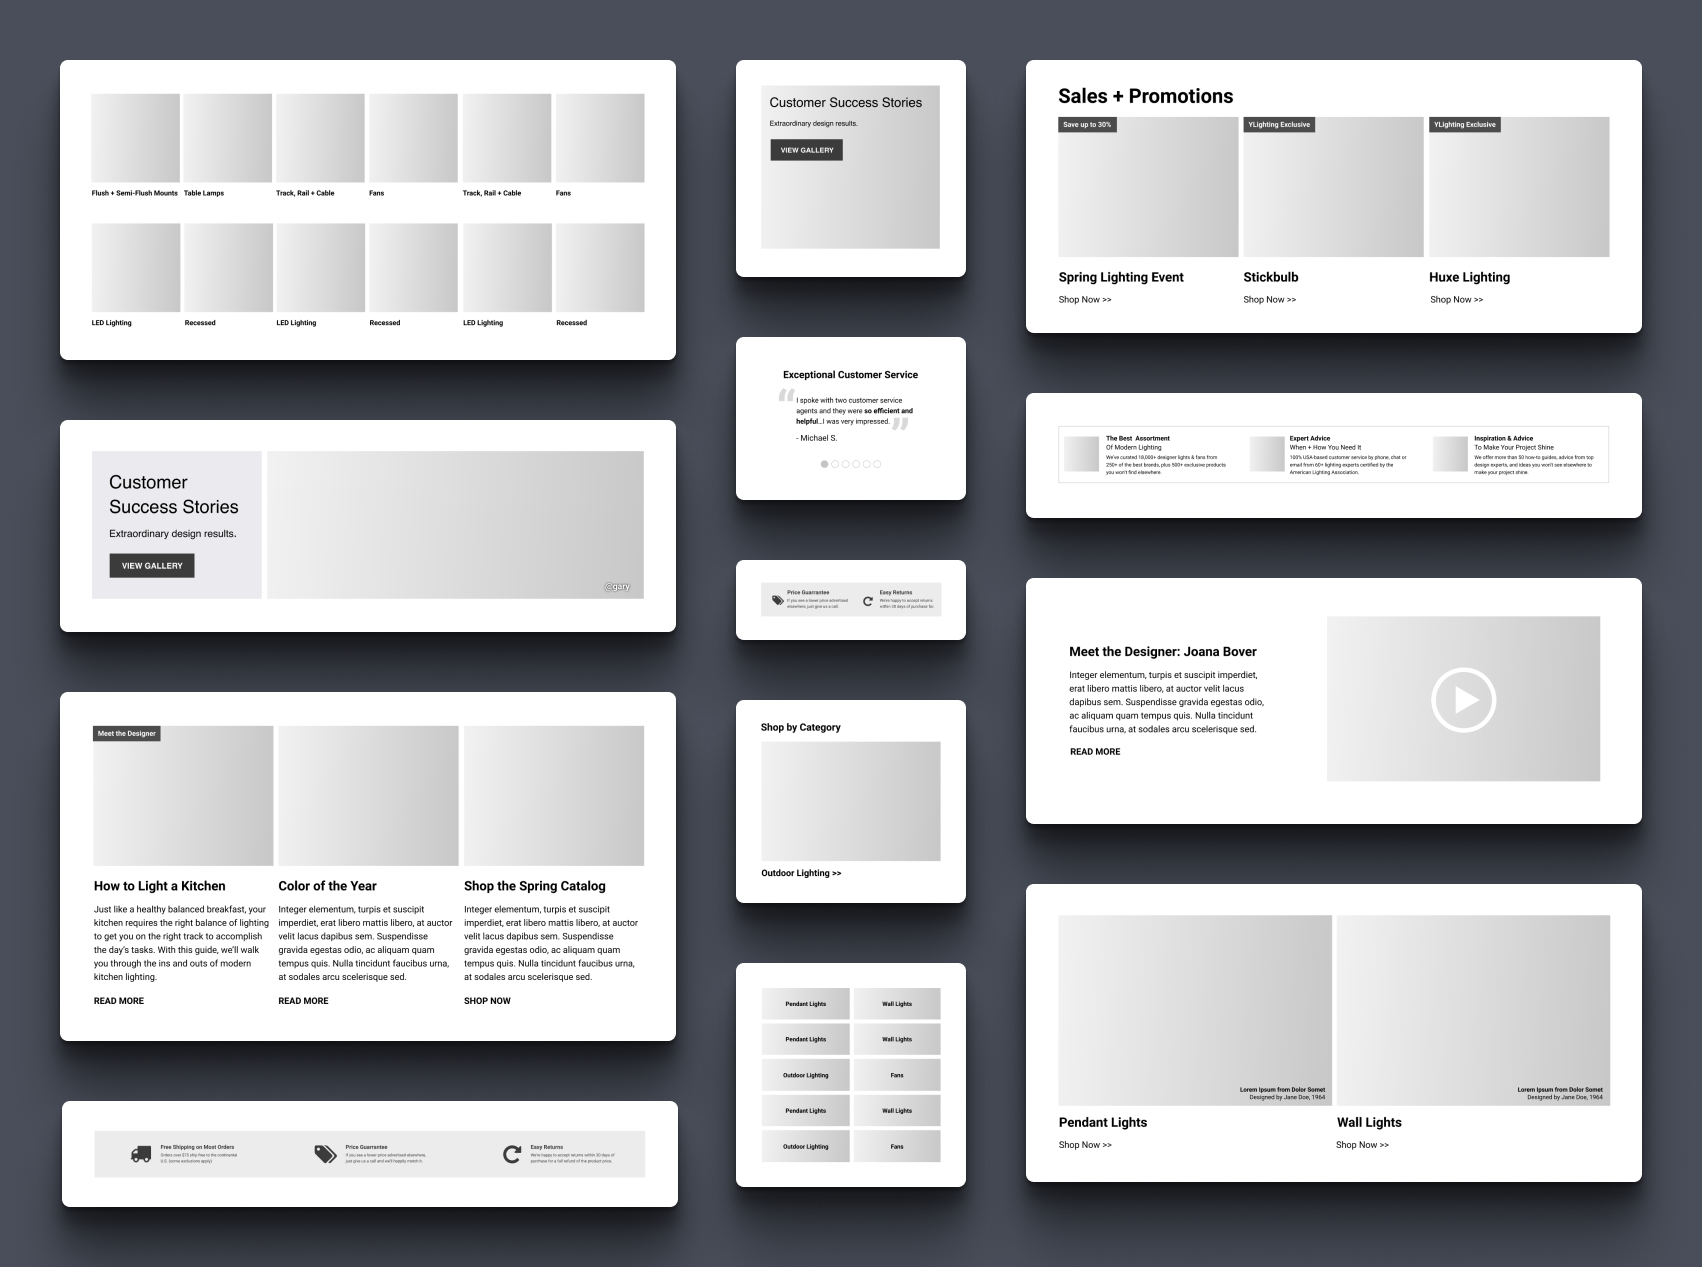 Flush + Semi-Flush Mounts
Table Lamps
Track, Rail + Cable
Fans
Track, Rail + Cable
Fans
LED Lighting
Recessed
LED Lighting
Recessed
LED Lighting
Recessed
Customer
Success Stories
Extraordinary design results.
VIEW GALLERY
@gary
Meet the Designer
How to Light a Kitchen
Just like a healthy balanced breakfast, your
kitchen requires the right balance of lighting
to get you on the right track to accomplish
the day's tasks. With this guide, we'll walk
you through the ins and outs of modern
kitchen lighting.
READ MORE
Color of the Year
Integer elementum, turpis et suscipit
imperdiet, erat libero mattis libero, at auctor
velit lacus dapibus sem. Suspendisse
gravida egestas odio, ac aliquam quam
tempus quis. Nulla tincidunt faucibus urna,
at sodales arcu scelerisque sed.
READ MORE
Shop the Spring Catalog
Integer elementum, turpis et suscipit
imperdiet, erat libero mattis libero, at auctor
velit lacus dapibus sem. Suspendisse
gravida egestas odio, ac aliquam quam
tempus quis. Nulla tincidunt faucibus urna,
at sodales arcu scelerisque sed.
SHOP NOW
Free Shipping on Most Orders
Orders over $75 ship free to the continental
U.S. (some exclusions apply)
Price Guarrantee
If you see a lower price advertised elsewhere,
just give us a call and we'll happily match it.
Easy Returns
We're happy to accept returns within 30 days of
purchase for a full refund of the product price.
Customer Success Stories
Extraordinary design results.
VIEW GALLERY
Exceptional Customer Service
“ I spoke with two customer service
agents and they were so efficient and
helpful...I was very impressed. ”
- Michael S.
Price Guarrantee
If you see a lower price advertised
elsewhere, just give us a call
Easy Returns
We're happy to accept returns
within 30 days of purchase for.
Shop by Category
Outdoor Lighting >>
Pendant Lights
Wall Lights
Pendant Lights
Wall Lights
Outdoor Lighting
Fans
Pendant Lights
Wall Lights
Outdoor Lighting
Fans
Sales + Promotions
Save up to 30%
YLighting Exclusive
YLighting Exclusive
Spring Lighting Event
Shop Now >>
Stickbulb
Shop Now >>
Huxe Lighting
Shop Now >>
The Best Assortment
Of Modern Lighting
We've curated 18,000+ designer lights & fans from
250+ of the best brands, plus 500+ exclusive products
you won't find elsewhere.
Expert Advice
When + How You Need It
100% USA-based customer service by phone, chat or
email from 60+ lighting experts certified by the
American Lighting Association.
Inspiration & Advice
To Make Your Project Shine
We offer more than 50 how-to guides, advice from top
design experts, and ideas you won't see elsewhere to
make your project shine.
Meet the Designer: Joana Bover
Integer elementum, turpis et suscipit imperdiet,
erat libero mattis libero, at auctor velit lacus
dapibus sem. Suspendisse gravida egestas odio,
ac aliquam quam tempus quis. Nulla tincidunt
faucibus urna, at sodales arcu scelerisque sed.
READ MORE
Lorem Ipsum from Dolor Somet
Designed by Jane Doe, 1964
Pendant Lights
Shop Now >>
Lorem Ipsum from Dolor Somet
Designed by Jane Doe, 1964
Wall Lights
Shop Now >>